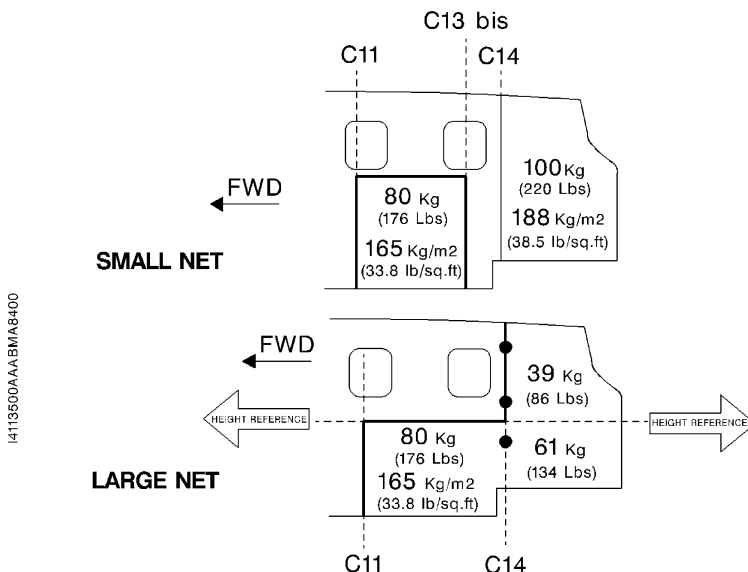 C13 bis
C11
C14
FWD
80 Kg
(176 Lbs)
165 Kg/m2
(33.8 lb/sq.ft)
100 Kg
(220 Lbs)
188 Kg/m2
(38.5 lb/sq.ft)
SMALL NET
FWD
39 Kg
(86 Lbs)
HEIGHT REFERENCE
HEIGHT REFERENCE
80 Kg
(176 Lbs)
165 Kg/m2
(33.8 lb/sq.ft)
61 Kg
(134 Lbs)
LARGE NET
C11
C14
I4113500AAABMA8400